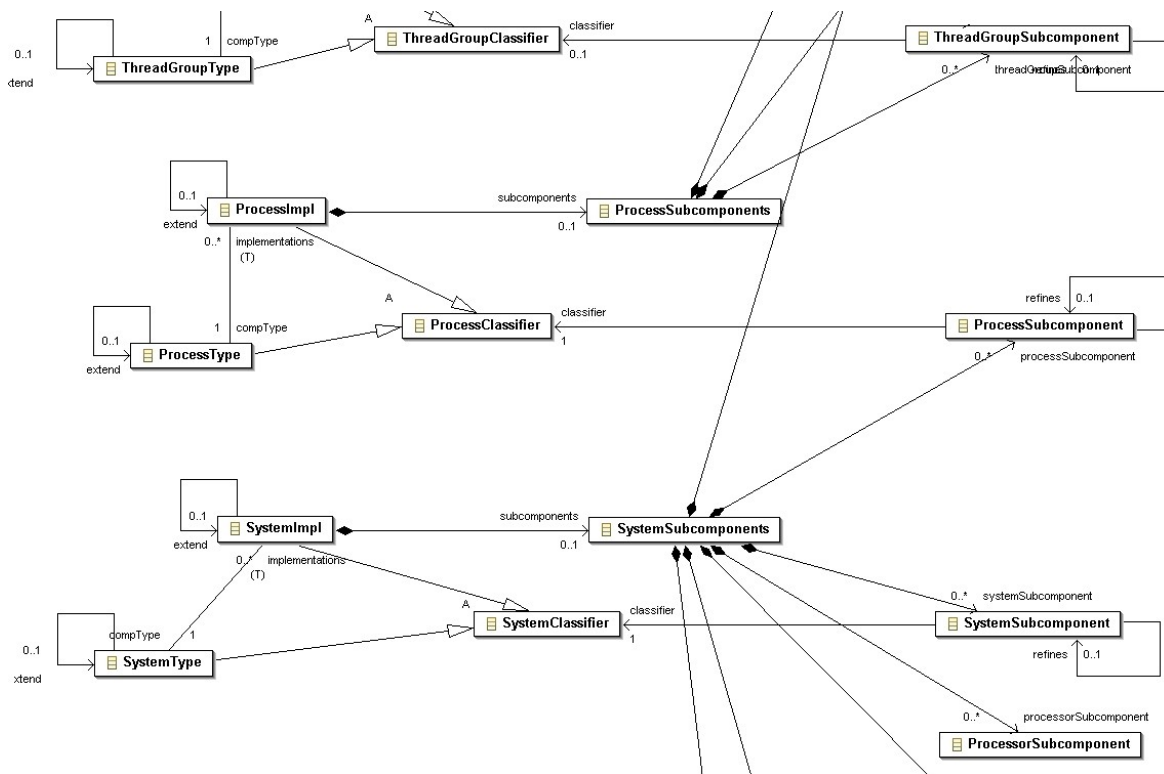 A
classifier
ThreadGroupClassifier
ThreadGroupSubcomponent
1
compType
0..1
0..1
ThreadGroupType
0..*
0..1
xtend
0..1
ProcessImpl
subcomponents
ProcessSubcomponents
extend
0..1
0..*
implementations
(T)
A
refines
0..1
classifier
ProcessClassifier
ProcessSubcomponent
1
compType
0..1
1
ProcessType
0..*
processSubcomponent
extend
0..1
subcomponents
SystemImpl
SystemSubcomponents
extend
0..1
0..*
implementations
(T)
0..*
systemSubcomponent
A
classifier
SystemClassifier
SystemSubcomponent
compType
1
1
0..1
SystemType
refines
0..1
xtend
0..*
processorSubcomponent
ProcessorSubcomponent